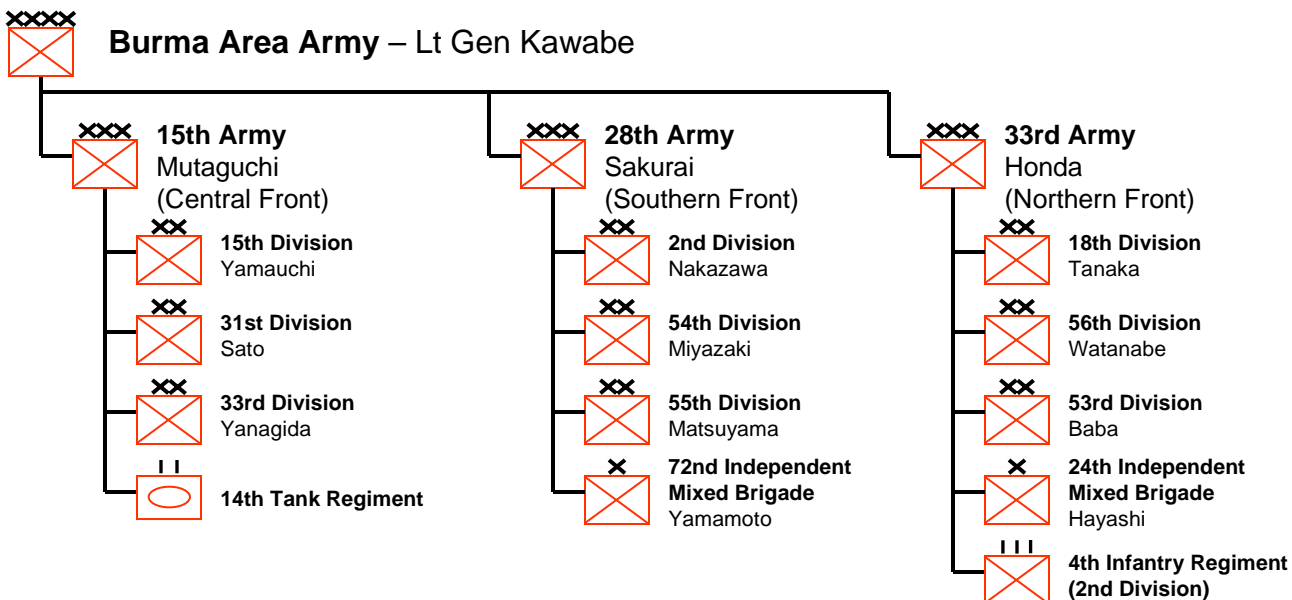 Burma Area Army – Lt Gen Kawabe
15th Army
Mutaguchi
(Central Front)
15th Division
Yamauchi
31st Division
Sato
33rd Division
Yanagida
14th Tank Regiment
28th Army
Sakurai
(Southern Front)
2nd Division
Nakazawa
54th Division
Miyazaki
55th Division
Matsuyama
72nd Independent
Mixed Brigade
Yamamoto
33rd Army
Honda
(Northern Front)
18th Division
Tanaka
56th Division
Watanabe
53rd Division
Baba
24th Independent
Mixed Brigade
Hayashi
4th Infantry Regiment
(2nd Division)